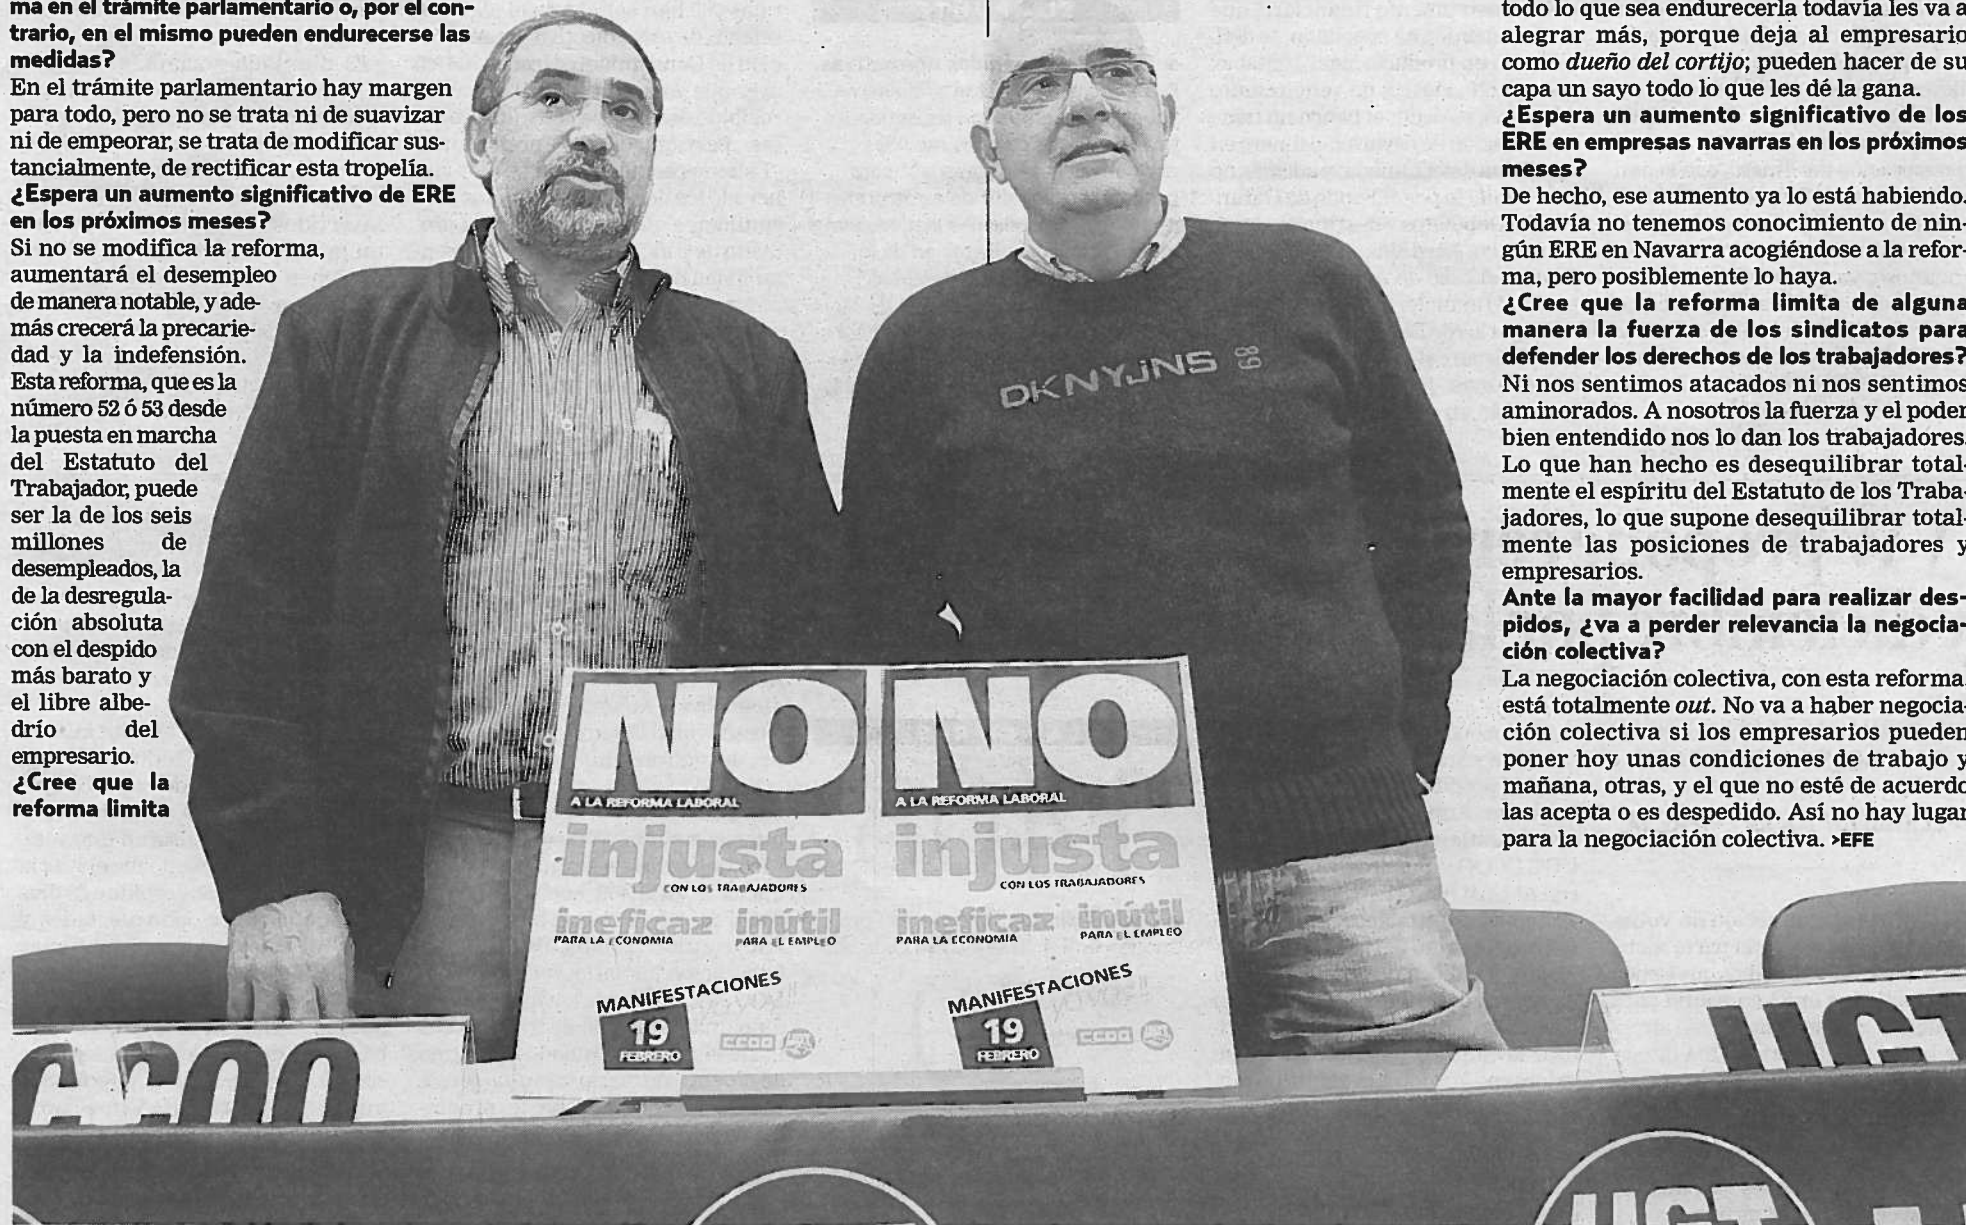 ma en el trámite parlamentario o, por el con-
trario, en el mismo pueden endurecerse las
medidas?
En el trámite parlamentario hay margen
para todo, pero no se trata ni de suavizar
ni de empeorar, se trata de modificar sus-
tancialmente, de rectificar esta tropelía.
¿Espera un aumento significativo de ERE
en los próximos meses?
Si no se modifica la reforma,
aumentará el desempleo
de manera notable, y ade-
más crecerá la precarie-
dad y la indefensión.
Esta reforma, que es la
número 52 ó 53 desde
la puesta en marcha
del Estatuto del
Trabajador, puede
ser la de los seis
millones de
desempleados, la
de la desregula-
ción absoluta
con el despido
más barato y
el libre albe-
drío del
empresario.
¿Cree que la
reforma limita
todo lo que sea endurecerla todavía les va a
alegrar más, porque deja al empresario
como dueño del cortijo; pueden hacer de su
capa un sayo todo lo que les dé la gana.
¿Espera un aumento significativo de los
ERE en empresas navarras en los próximos
meses?
De hecho, ese aumento ya lo está habiendo.
Todavía no tenemos conocimiento de nin-
gún ERE en Navarra acogiéndose a la refor-
ma, pero posiblemente lo haya.
¿Cree que la reforma limita de alguna
manera la fuerza de los sindicatos para
defender los derechos de los trabajadores?
Ni nos sentimos atacados ni nos sentimos
aminorados. A nosotros la fuerza y el poder
bien entendido nos lo dan los trabajadores.
Lo que han hecho es desequilibrar total-
mente el espíritu del Estatuto de los Traba-
jadores, lo que supone desequilibrar total-
mente las posiciones de trabajadores y
empresarios.
Ante la mayor facilidad para realizar des-
pidos, ¿va a perder relevancia la negocia-
ción colectiva?
La negociación colectiva, con esta reforma,
está totalmente out. No va a haber negocia-
ción colectiva si los empresarios pueden
poner hoy unas condiciones de trabajo y
mañana, otras, y el que no esté de acuerdo
las acepta o es despedido. Así no hay lugar
para la negociación colectiva. >EFE
DKNYJNS 89
NO
A LA REFORMA LABORAL
injusta
CON LOS TRABAJADORES
ineficaz inútil
PARA LA ECONOMIA PARA EL EMPLEO
MANIFESTACIONES
19
FEBRERO
CCOO UGT
NO
A LA REFORMA LABORAL
injusta
CON LOS TRABAJADORES
ineficaz inútil
PARA LA ECONOMIA PARA EL EMPLEO
MANIFESTACIONES
19
FEBRERO
CCOO UGT
CCOO
UGT
UGT